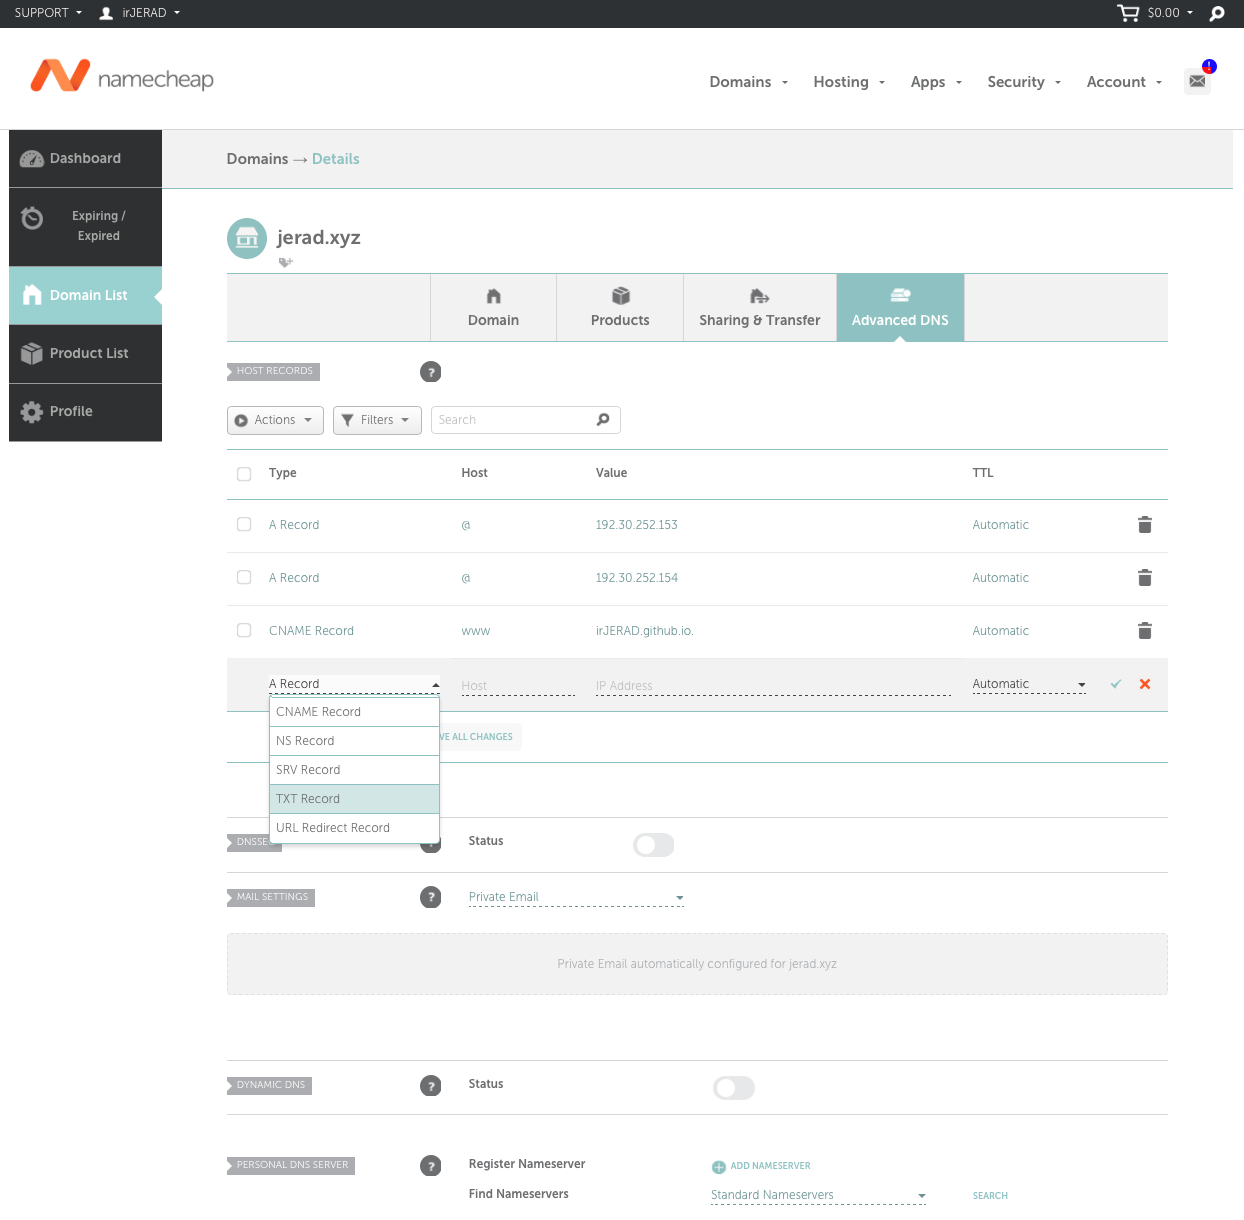 SUPPORT irJERAD $0.00
namecheap
Domains Hosting Apps Security Account
Dashboard
Expiring /
Expired
Domain List
Product List
Profile
Domains → Details
jerad.xyz
Domain Products Sharing & Transfer Advanced DNS
HOST RECORDS ?
Actions Filters Search
Type Host Value TTL
A Record @ 192.30.252.153 Automatic
A Record @ 192.30.252.154 Automatic
CNAME Record www irJERAD.github.io. Automatic
A Record Host IP Address Automatic
CNAME Record
NS Record
SRV Record
TXT Record
URL Redirect Record
VE ALL CHANGES
DNSSEC ? Status
MAIL SETTINGS ? Private Email
Private Email automatically configured for jerad.xyz
DYNAMIC DNS ? Status
PERSONAL DNS SERVER ? Register Nameserver ADD NAMESERVER
Find Nameservers Standard Nameservers SEARCH